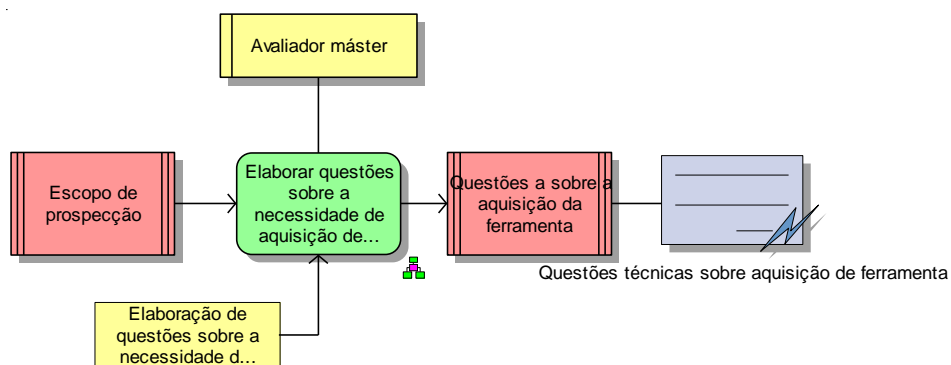 Avaliador máster
Escopo de
prospecção
Elaborar questões
sobre a
necessidade de
aquisição de...
Questões a sobre a
aquisição da
ferramenta
Questões técnicas sobre aquisição de ferramenta
Elaboração de
questões sobre a
necessidade d...